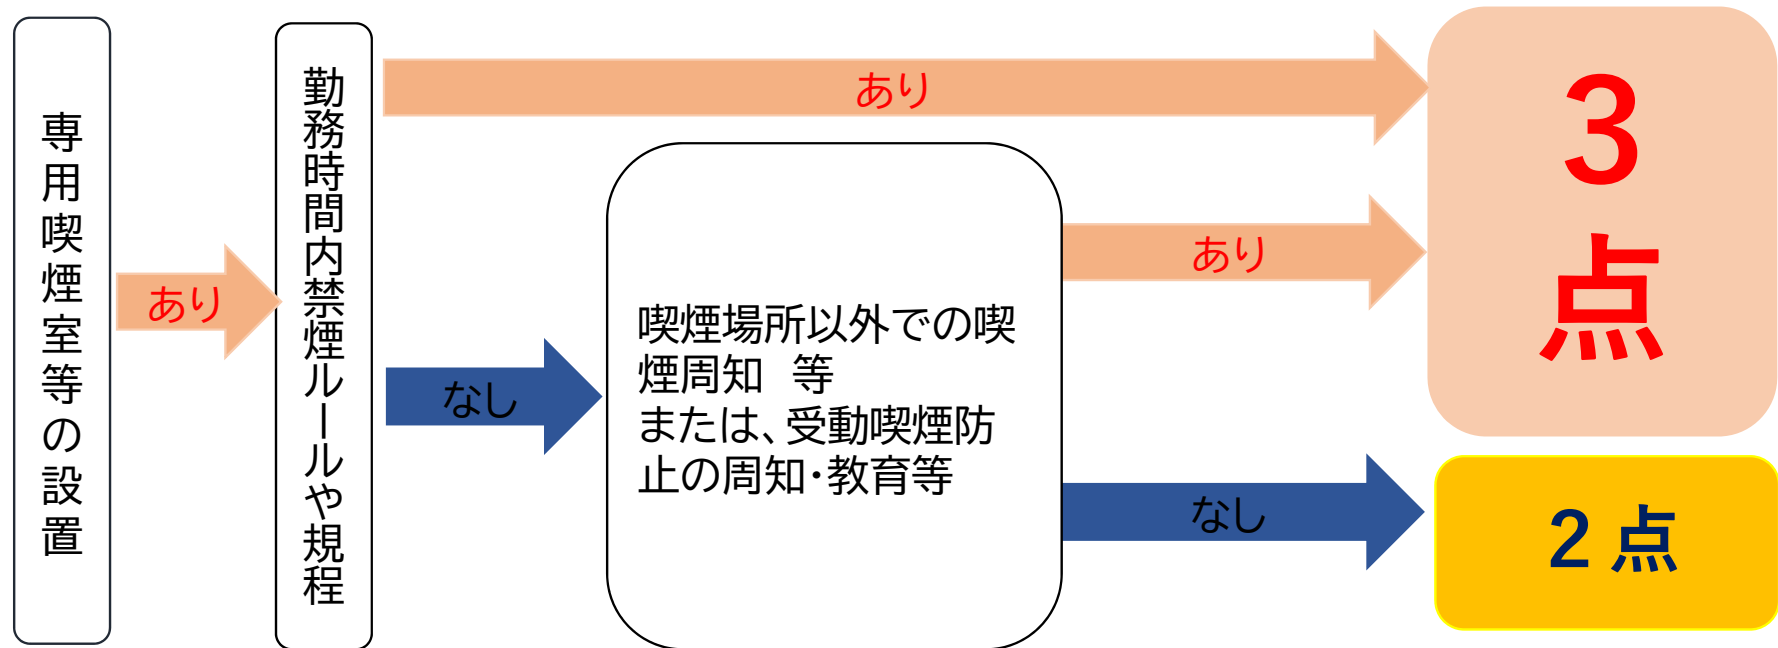 専用喫煙室等の設置
あり
勤務時間内禁煙ルールや規程
あり
なし
喫煙場所以外での喫
煙周知　等
または、受動喫煙防
止の周知・教育等
あり
なし
3
点
2 点